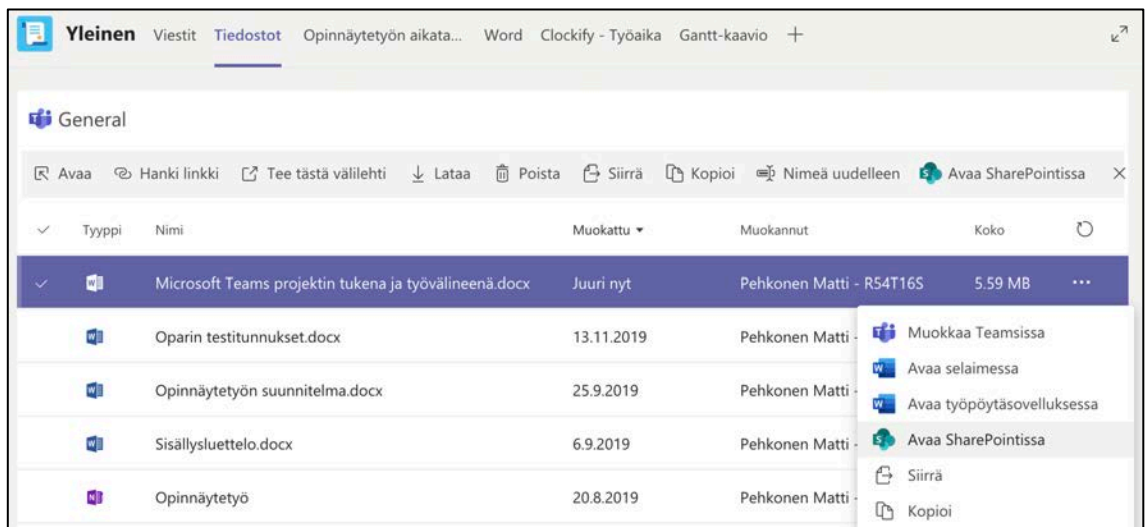 Yleinen Viestit Tiedostot Opinnäytetyön aikata... Word Clockify - Työaika Gantt-kaavio
General
Avaa Hanki linkki Tee tästä välilehti Lataa Poista Siirrä Kopioi Nimeä uudelleen Avaa SharePointissa
Tyyppi Nimi Muokattu Muokannut Koko
Microsoft Teams projektin tukena ja työvälineenä.docx Juuri nyt Pehkonen Matti - R54T16S 5.59 MB
Oparin testitunnukset.docx 13.11.2019 Pehkonen Matti -
Opinnäytetyön suunnitelma.docx 25.9.2019 Pehkonen Matti -
Sisällysluettelo.docx 6.9.2019 Pehkonen Matti -
Opinnäytetyö 20.8.2019 Pehkonen Matti -
Muokkaa Teamsissa
Avaa selaimessa
Avaa työpöytäsovelluksessa
Avaa SharePointissa
Siirrä
Kopioi